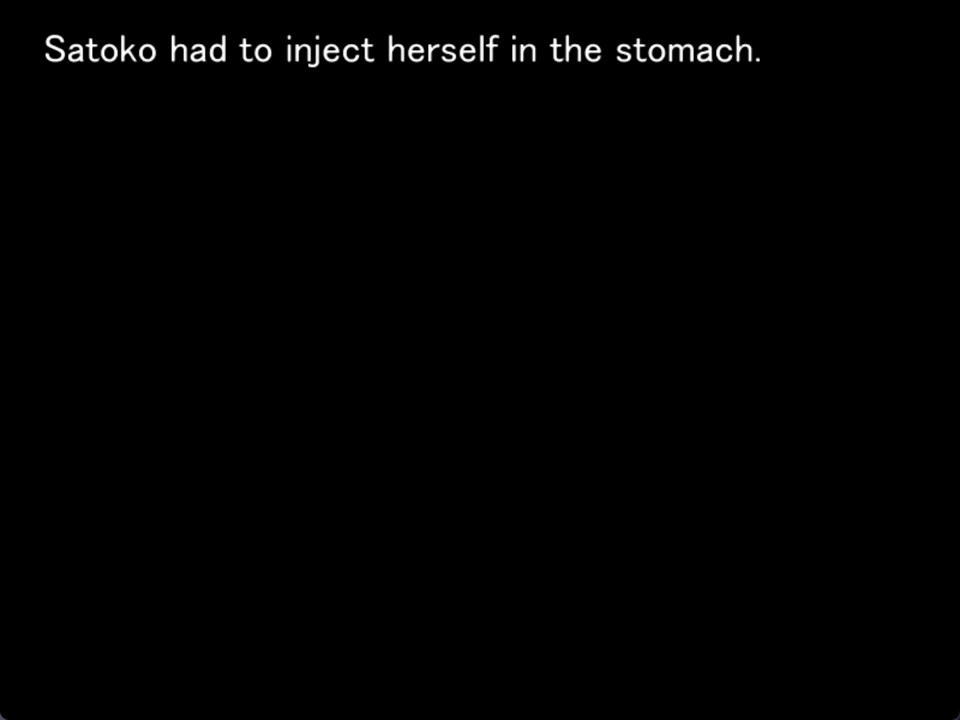 Satoko had to inject herself in the stomach.